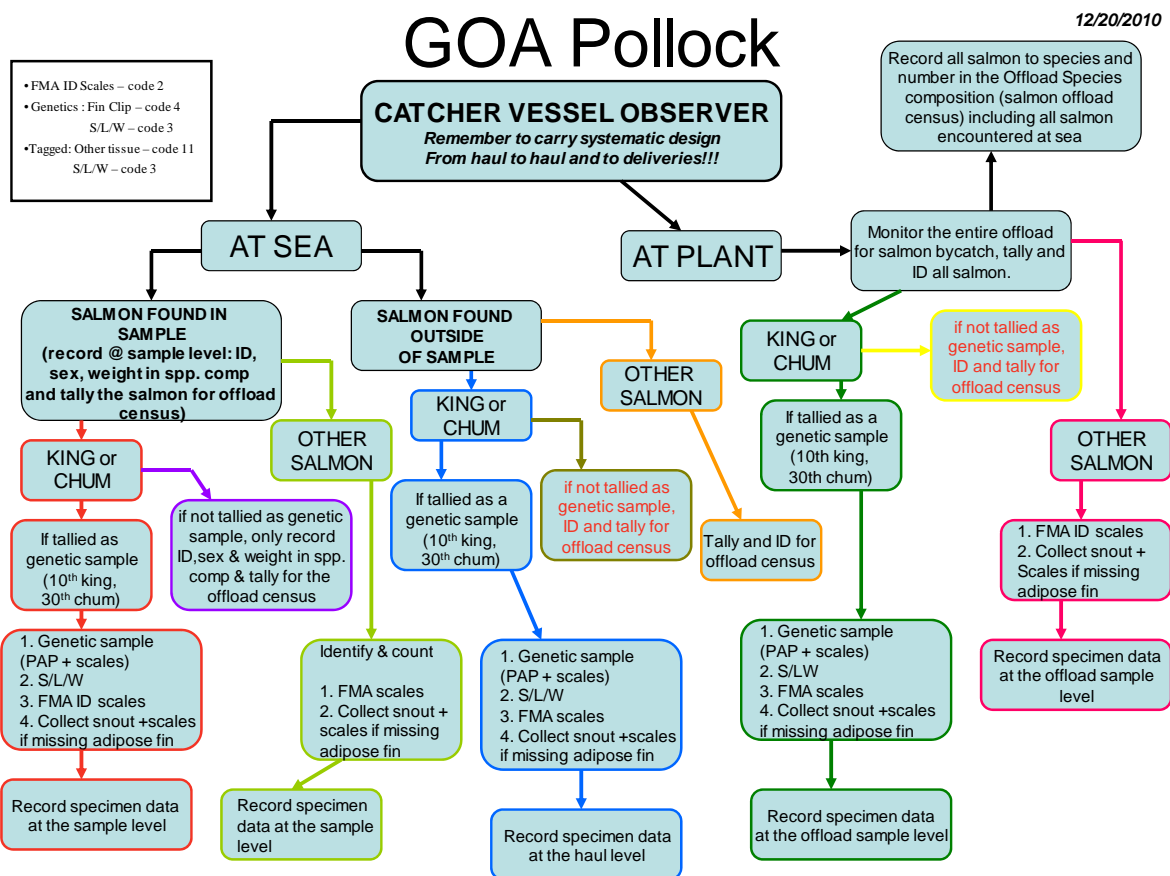 12/20/2010
GOA Pollock
• FMA ID Scales – code 2
• Genetics : Fin Clip – code 4
S/L/W – code 3
•Tagged: Other tissue – code 11
S/L/W – code 3
CATCHER VESSEL OBSERVER
Remember to carry systematic design
From haul to haul and to deliveries!!!
Record all salmon to species and
number in the Offload Species
composition (salmon offload
census) including all salmon
encountered at sea
AT SEA
AT PLANT
Monitor the entire offload
for salmon bycatch, tally and
ID all salmon.
SALMON FOUND IN
SAMPLE
(record @ sample level: ID,
sex, weight in spp. comp
and tally the salmon for offload
census)
SALMON FOUND
OUTSIDE
OF SAMPLE
KING or
CHUM
if not tallied as
genetic sample,
ID and tally for
offload census
OTHER
SALMON
KING or
CHUM
If tallied as a
genetic sample
(10th king,
30th chum)
OTHER
SALMON
OTHER
SALMON
KING or
CHUM
if not tallied as genetic
sample, only record
ID,sex & weight in spp.
comp & tally for the
offload census
If tallied as a
genetic sample
(10th king,
30th chum)
if not tallied as
genetic sample,
ID and tally for
offload census
Tally and ID for
offload census
1. FMA ID scales
2. Collect snout +
Scales if missing
adipose fin
If tallied as
genetic sample
(10th king,
30th chum)
1. Genetic sample
(PAP + scales)
2. S/L/W
3. FMA ID scales
4. Collect snout +scales
if missing adipose fin
Identify & count
1. FMA scales
2. Collect snout +
scales if missing
adipose fin
1. Genetic sample
(PAP + scales)
2. S/L/W
3. FMA scales
4. Collect snout +scales
if missing adipose fin
1. Genetic sample
(PAP + scales)
2. S/LW
3. FMA scales
4. Collect snout +scales
if missing adipose fin
Record specimen data
at the offload sample
level
Record specimen data
at the sample level
Record specimen
data at the sample
level
Record specimen data
at the haul level
Record specimen data
at the offload sample level